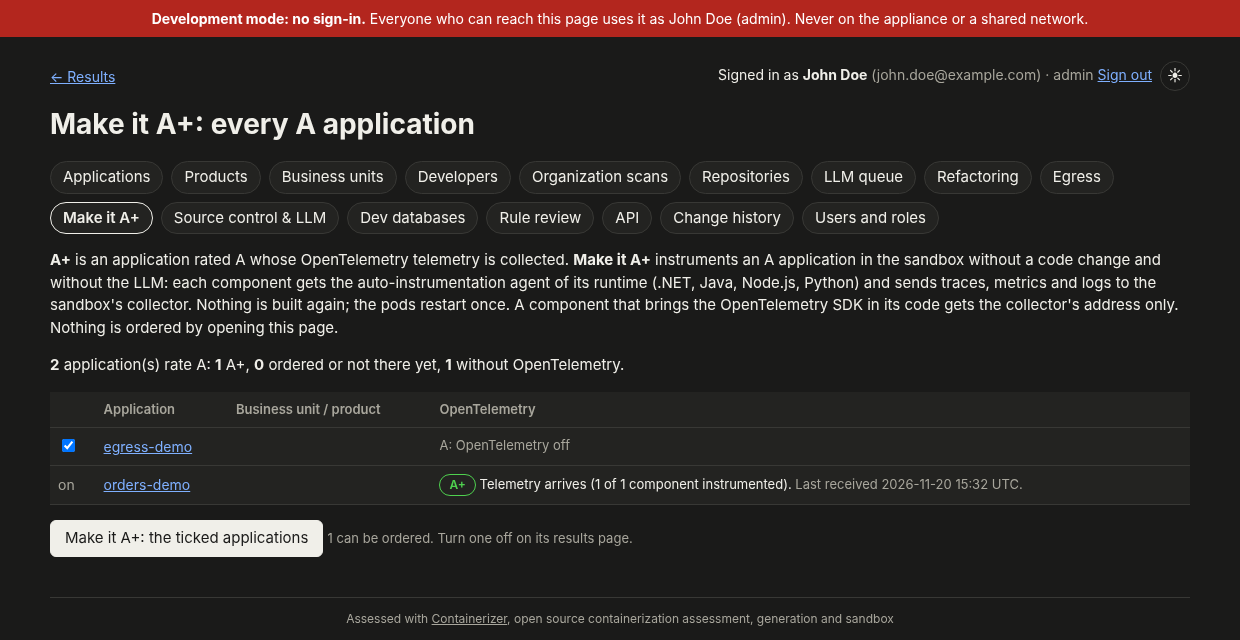 Development mode: no sign-in. Everyone who can reach this page uses it as John Doe (admin). Never on the appliance or a shared network.
← Results
Signed in as John Doe (john.doe@example.com) · admin Sign out
Make it A+: every A application
Applications Products Business units Developers Organization scans Repositories LLM queue Refactoring Egress
Make it A+ Source control & LLM Dev databases Rule review API Change history Users and roles
A+ is an application rated A whose OpenTelemetry telemetry is collected. Make it A+ instruments an A application in the sandbox without a code change and
without the LLM: each component gets the auto-instrumentation agent of its runtime (.NET, Java, Node.js, Python) and sends traces, metrics and logs to the
sandbox's collector. Nothing is built again; the pods restart once. A component that brings the OpenTelemetry SDK in its code gets the collector's address only.
Nothing is ordered by opening this page.
2 application(s) rate A: 1 A+, 0 ordered or not there yet, 1 without OpenTelemetry.
Application Business unit / product OpenTelemetry
egress-demo A: OpenTelemetry off
on orders-demo A+ Telemetry arrives (1 of 1 component instrumented). Last received 2026-11-20 15:32 UTC.
Make it A+: the ticked applications 1 can be ordered. Turn one off on its results page.
Assessed with Containerizer, open source containerization assessment, generation and sandbox